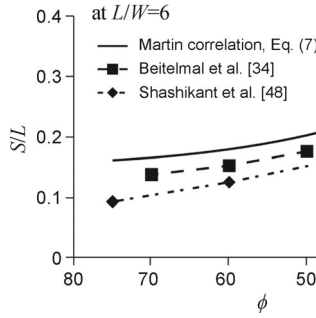 at L/W=6
0.4
Martin correlation, Eq. (7)
Beitelmal et al. [34]
0.3
Shashikant et al. [48]
S/L
0.2
0.1
0
80 70 60 50
ϕ